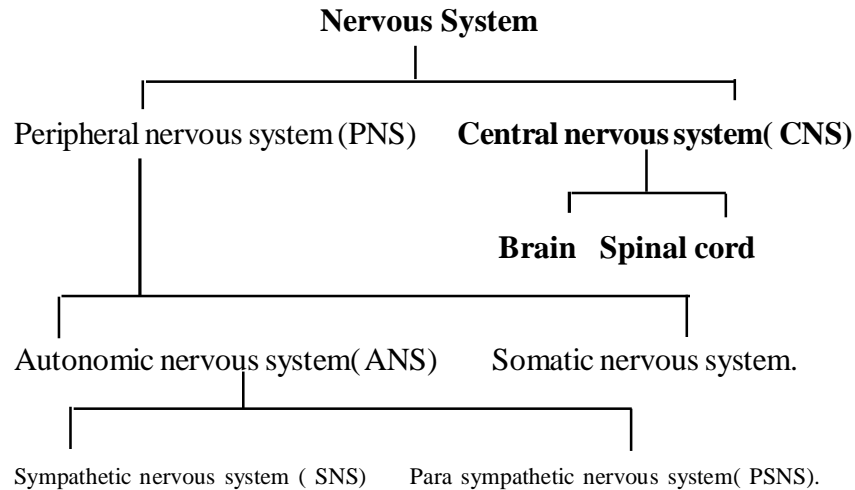 Nervous System
Peripheral nervous system (PNS) Central nervous system( CNS)
Brain Spinal cord
Autonomic nervous system( ANS) Somatic nervous system.
Sympathetic nervous system ( SNS) Para sympathetic nervous system( PSNS).